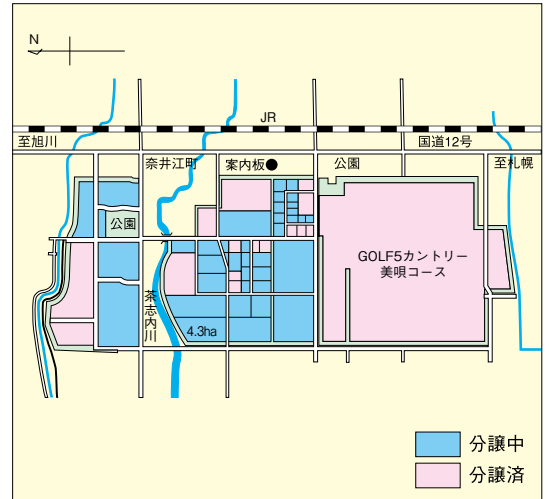 N
JR
至旭川
国道12号
奈井江町
案内板●
公園
至札幌
公園
GOLF5カントリー
美唄コース
茶志内川
4.3ha
分譲中
分譲済